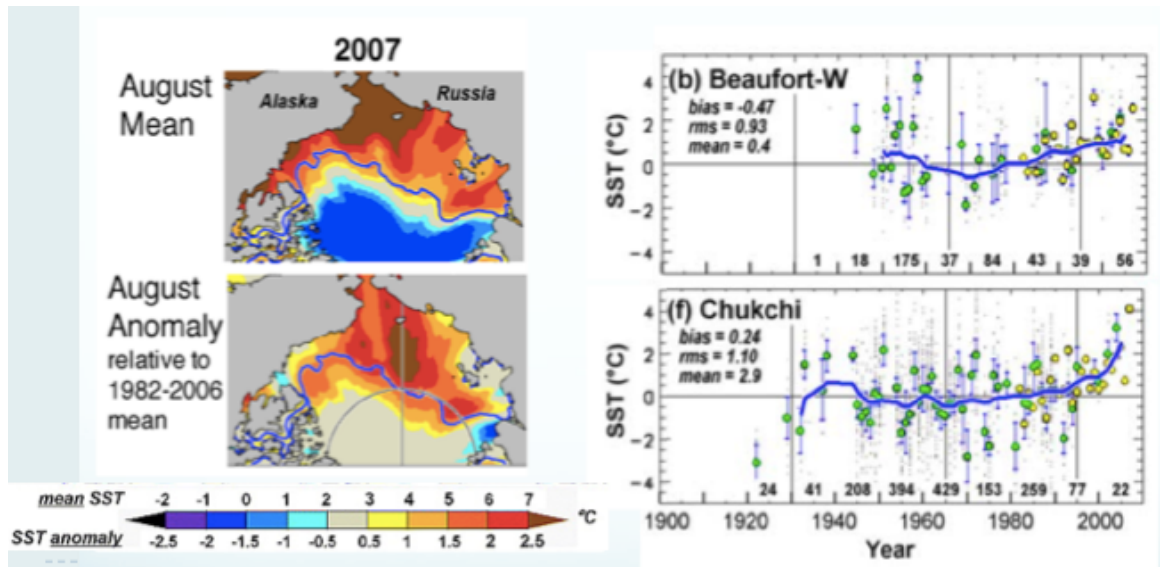 2007
August
Mean
Alaska
Russia
August
Anomaly
relative to
1982-2006
mean
mean SST -2 -1 0 1 2 3 4 5 6 7
°C
SST anomaly -2.5 -2 -1.5 -1 -0.5 0.5 1 1.5 2 2.5
(b) Beaufort-W
bias = -0.47
rms = 0.93
mean = 0.4
SST (°C)
4
2
0
-2
-4
1 18 175 37 84 43 39 56
(f) Chukchi
bias = 0.24
rms = 1.10
mean = 2.9
SST (°C)
4
2
0
-2
-4
24 41 208 394 429 153 259 77 22
1900 1920 1940 1960 1980 2000
Year